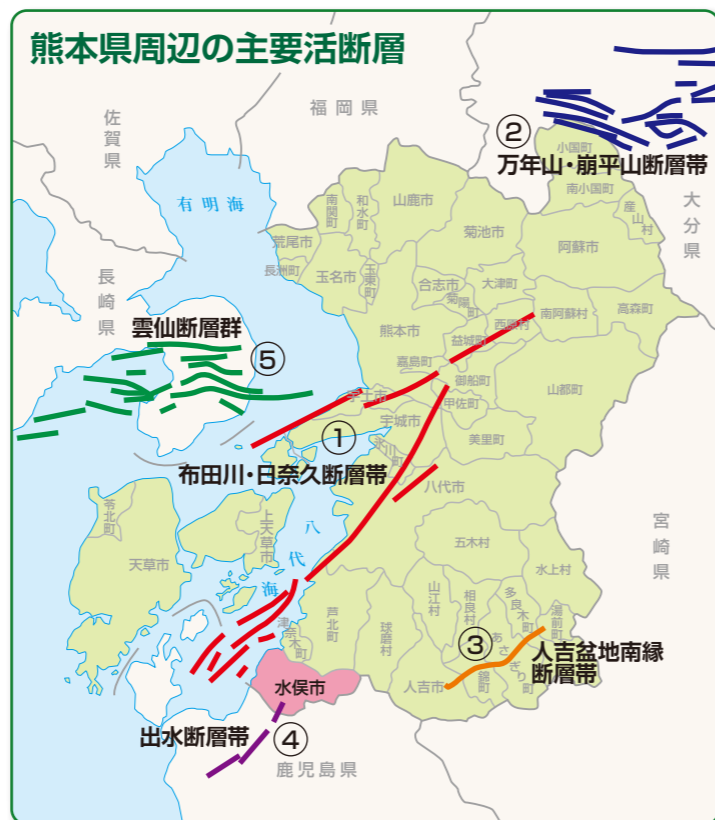 熊本県周辺の主要活断層
福岡県
佐賀県
②
万年山・崩平山断層帯
小国町
南小国町
産山村
大分県
有明海
南関町
和水町
山鹿市
菊池市
阿蘇市
荒尾市
長洲町
玉名市
玉東町
合志市
菊陽町
大津町
長崎県
雲仙断層群
⑤
熊本市
西原村
南阿蘇村
高森町
益城町
嘉島町
御船町
宇土市
甲佐町
山都町
宇城市
①
美里町
氷川町
布田川・日奈久断層帯
八代市
苓北町
上天草市
八代海
天草市
宮崎県
五木村
水上村
山江村
相良村
多良木町
湯前町
芦北町
津奈木町
球磨村
あさぎり町
③
人吉盆地南縁
断層帯
錦町
人吉市
水俣市
出水断層帯
④
鹿児島県